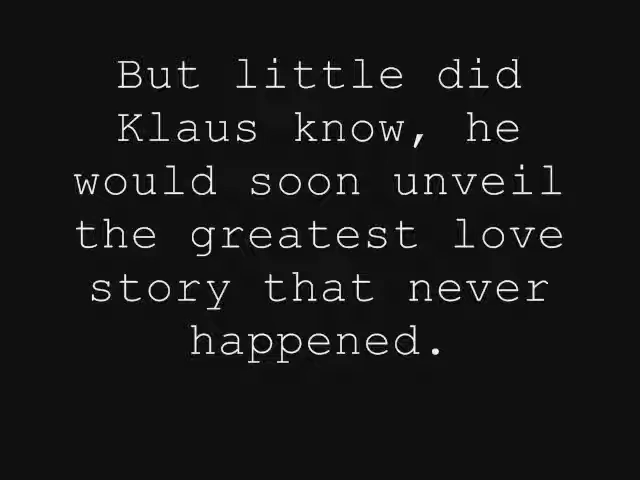 But little did
Klaus know, he
would soon unveil
the greatest love
story that never
happened.